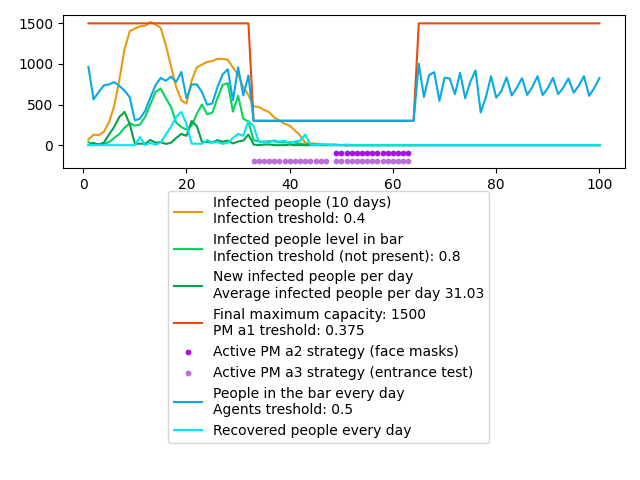 1500
1000
500
0
0 20 40 60 80 100
Infected people (10 days)
Infection treshold: 0.4
Infected people level in bar
Infection treshold (not present): 0.8
New infected people per day
Average infected people per day 31.03
Final maximum capacity: 1500
PM a1 treshold: 0.375
Active PM a2 strategy (face masks)
Active PM a3 strategy (entrance test)
People in the bar every day
Agents treshold: 0.5
Recovered people every day